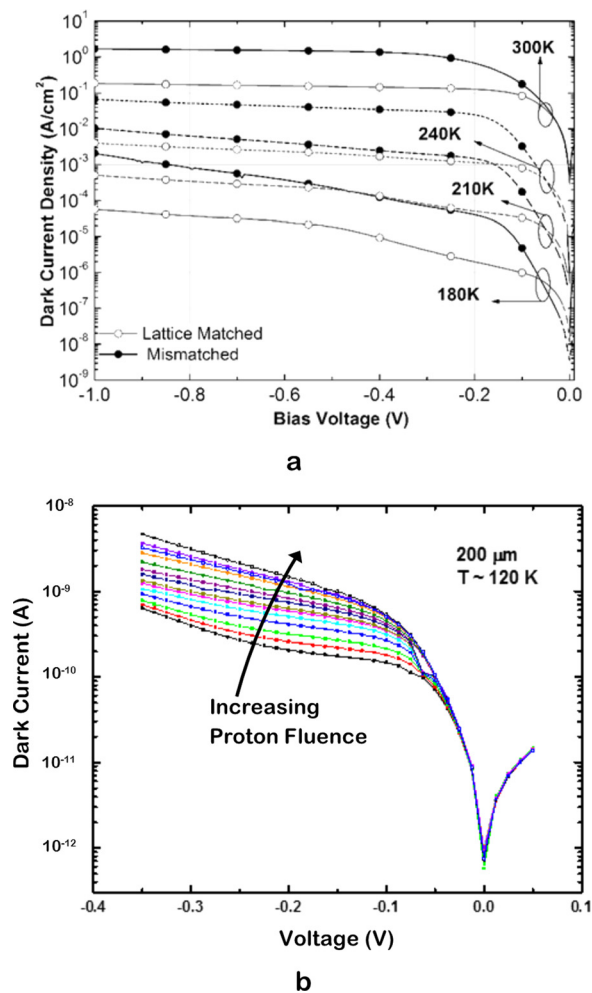 10¹
10⁰
10⁻¹
10⁻²
10⁻³
10⁻⁴
10⁻⁵
10⁻⁶
10⁻⁷
10⁻⁸
10⁻⁹
Dark Current Density (A/cm²)
300K
240K
210K
180K
Lattice Matched
Mismatched
-1.0 -0.8 -0.6 -0.4 -0.2 0.0
Bias Voltage (V)
a
10⁻⁸
10⁻⁹
10⁻¹⁰
10⁻¹¹
10⁻¹²
Dark Current (A)
200 µm
T ~ 120 K
Increasing
Proton Fluence
-0.4 -0.3 -0.2 -0.1 0.0 0.1
Voltage (V)
b